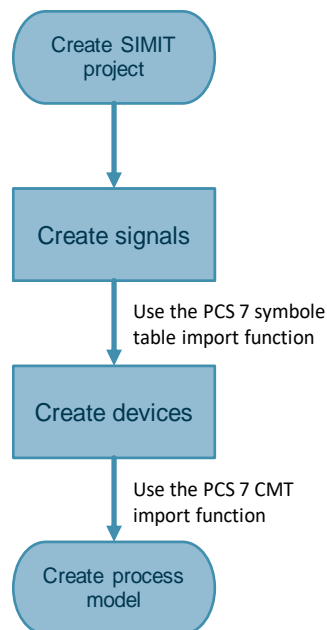 Create SIMIT
project
Create signals
Use the PCS 7 symbole
table import function
Create devices
Use the PCS 7 CMT
import function
Create process
model